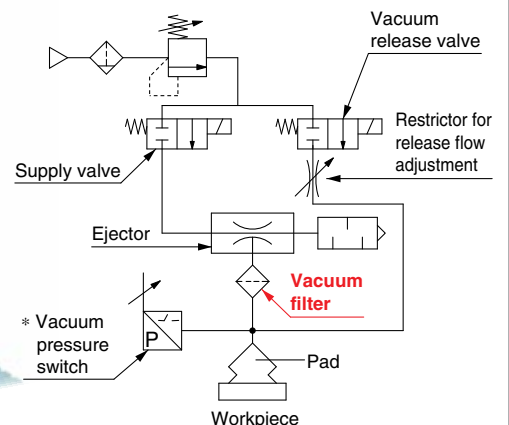 Vacuum
release valve
Restrictor for
release flow
adjustment
Supply valve
Ejector
Vacuum
filter
* Vacuum
pressure
switch
P
Pad
Workpiece